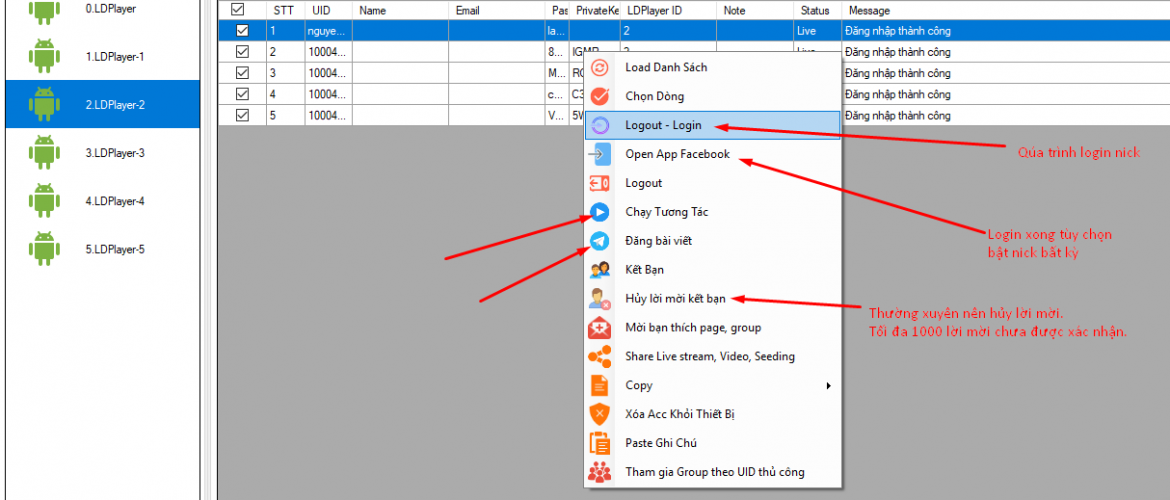 0.LDPlayer
1.LDPlayer-1
2.LDPlayer-2
3.LDPlayer-3
4.LDPlayer-4
5.LDPlayer-5
STT UID Name Email Pas PrivateKe LDPlayer ID Note Status Message
1 nguye... la... 2 Live Đăng nhập thành công
2 10004... 8... IGMP 2 Live Đăng nhập thành công
3 10004... M... RC Đăng nhập thành công
4 10004... c... C3 Đăng nhập thành công
5 10004... V... 5W Đăng nhập thành công
Load Danh Sách
Chọn Dòng
Logout - Login
Open App Facebook
Logout
Chạy Tương Tác
Đăng bài viết
Kết Bạn
Hủy lời mời kết bạn
Mời bạn thích page, group
Share Live stream, Video, Seeding
Copy
Xóa Acc Khỏi Thiết Bị
Paste Ghi Chú
Tham gia Group theo UID thủ công
Qúa trình login nick
Login xong tùy chọn
bật nick bất kỳ
Thường xuyên nên hủy lời mời.
Tối đa 1000 lời mời chưa được xác nhận.